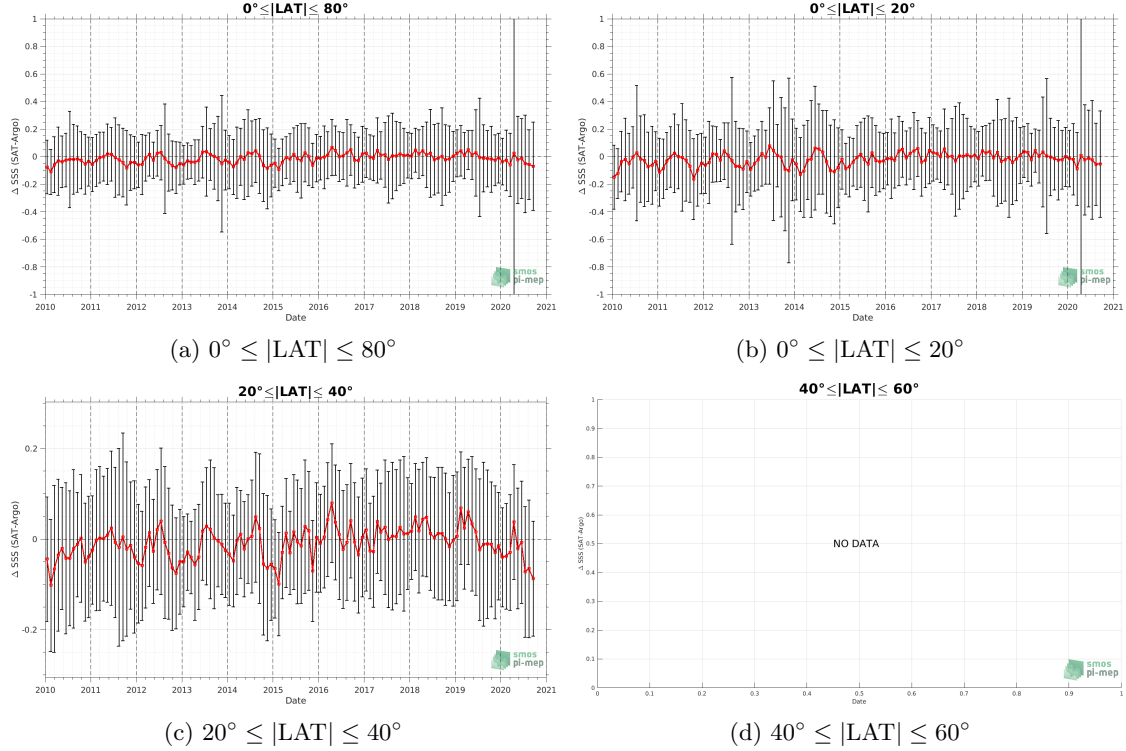 0°≤|LAT|≤ 80°
Δ SSS (SAT-Argo)
1
0.8
0.6
0.4
0.2
0
-0.2
-0.4
-0.6
-0.8
-1
2010 2011 2012 2013 2014 2015 2016 2017 2018 2019 2020 2021
Date
smos
pi-mep
(a) 0° ≤ |LAT| ≤ 80°
0°≤|LAT|≤ 20°
Δ SSS (SAT-Argo)
1
0.8
0.6
0.4
0.2
0
-0.2
-0.4
-0.6
-0.8
-1
2010 2011 2012 2013 2014 2015 2016 2017 2018 2019 2020 2021
Date
smos
pi-mep
(b) 0° ≤ |LAT| ≤ 20°
20°≤|LAT|≤ 40°
Δ SSS (SAT-Argo)
0.2
0
-0.2
2010 2011 2012 2013 2014 2015 2016 2017 2018 2019 2020 2021
Date
smos
pi-mep
(c) 20° ≤ |LAT| ≤ 40°
40°≤|LAT|≤ 60°
Δ SSS (SAT-Argo)
1
0.9
0.8
0.7
0.6
0.5
0.4
0.3
0.2
0.1
0
NO DATA
0 0.1 0.2 0.3 0.4 0.5 0.6 0.7 0.8 0.9 1
Date
smos
pi-mep
(d) 40° ≤ |LAT| ≤ 60°